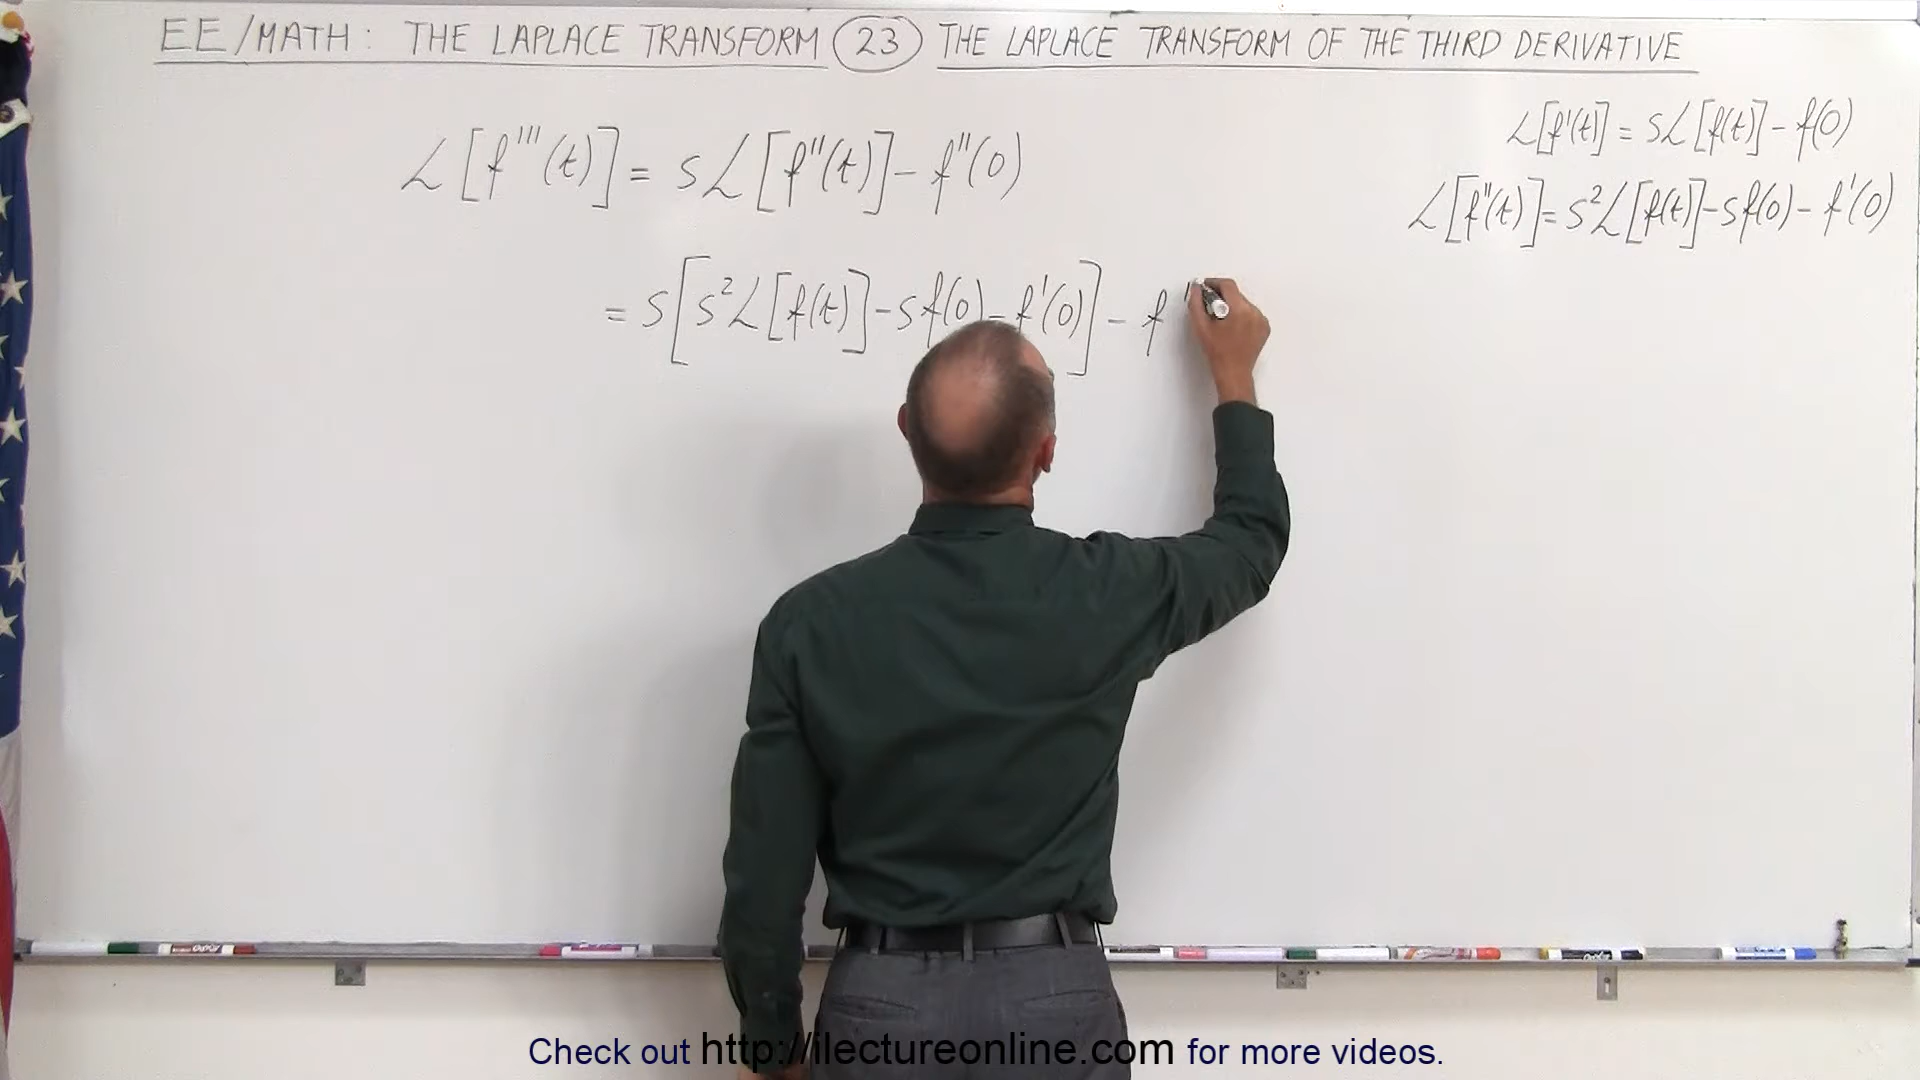 EE/MATH: THE LAPLACE TRANSFORM 23 THE LAPLACE TRANSFORM OF THE THIRD DERIVATIVE
ℒ[f'''(t)] = sℒ[f''(t)] - f''(0)
= s[s²ℒ[f(t)] - sf(0) - f'(0)] - f '
ℒ[f'(t)] = sℒ[f(t)] - f(0)
ℒ[f''(t)] = s²ℒ[f(t)] - sf(0) - f'(0)
Check out http://ilectureonline.com for more videos.